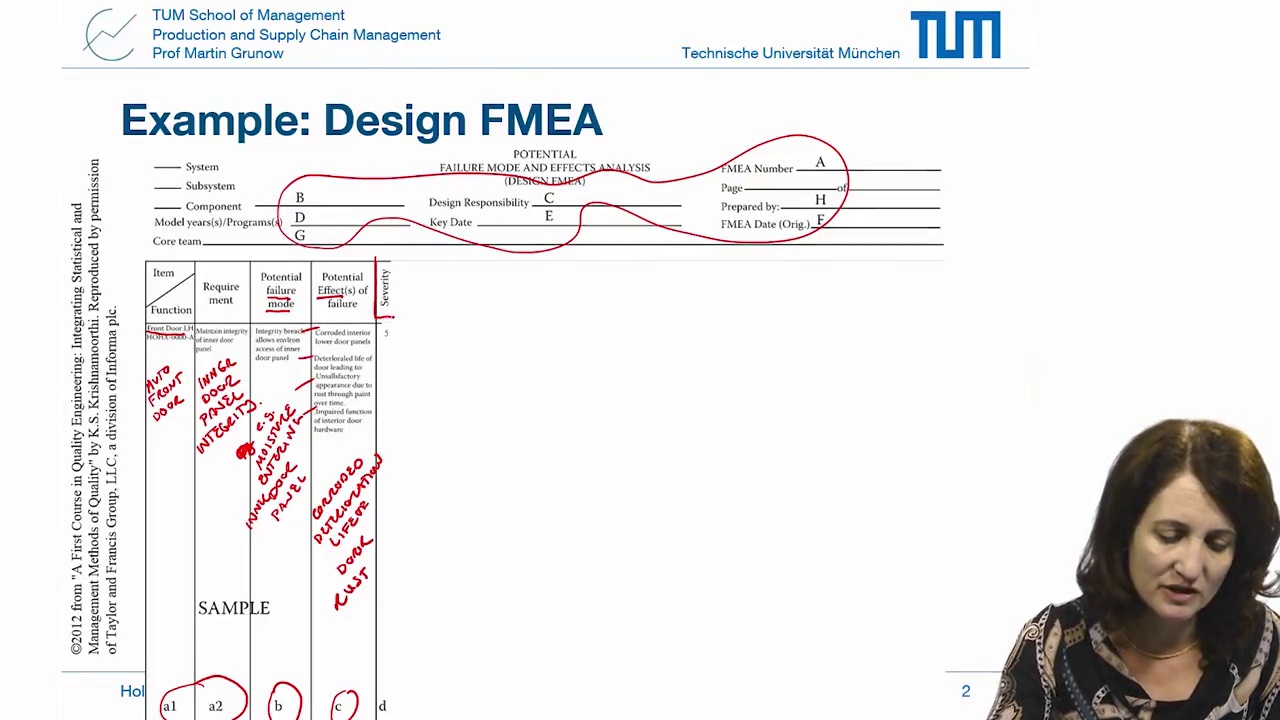 TUM School of Management
Production and Supply Chain Management
Prof Martin Grunow
Technische Universität München
TUM
Example: Design FMEA
©2012 from "A First Course in Quality Engineering: Integrating Statistical and
Management Methods of Quality" by K.S. Krishnamoorthi. Reproduced by permission
of Taylor and Francis Group, LLC, a division of Informa plc.
System
Subsystem
Component B
Model years(s)/Programs(s) D
Core team G
POTENTIAL
FAILURE MODE AND EFFECTS ANALYSIS
(DESIGN FMEA)
Design Responsibility C
Key Date E
FMEA Number A
Page of
Prepared by: H
FMEA Date (Orig.) F
Item
Function
Require
ment
Potential
failure
mode
Potential
Effect(s) of
failure
Severity
Front Door LH
HOHX-0000-A
Maintain integrity
of inner door
panel
Integrity breach
allows environ
access of inner
door panel
Corroded interior
lower door panels
Deteriloraled life of
door leading to
Unsallsfactory
appearance due to
rust through paint
over time.
Impaired function
of interior door
hardware
5
AUTO
FRONT
DOOR
INNER
DOOR
PANEL
INTEGRITY.
e.g.
MOISTURE
ENTERING
INNER DOOR
PANEL
CORRODED
DETERIORATION
LIFE OF
DOOR
RUST
SAMPLE
a1 a2 b c d
Hol
2